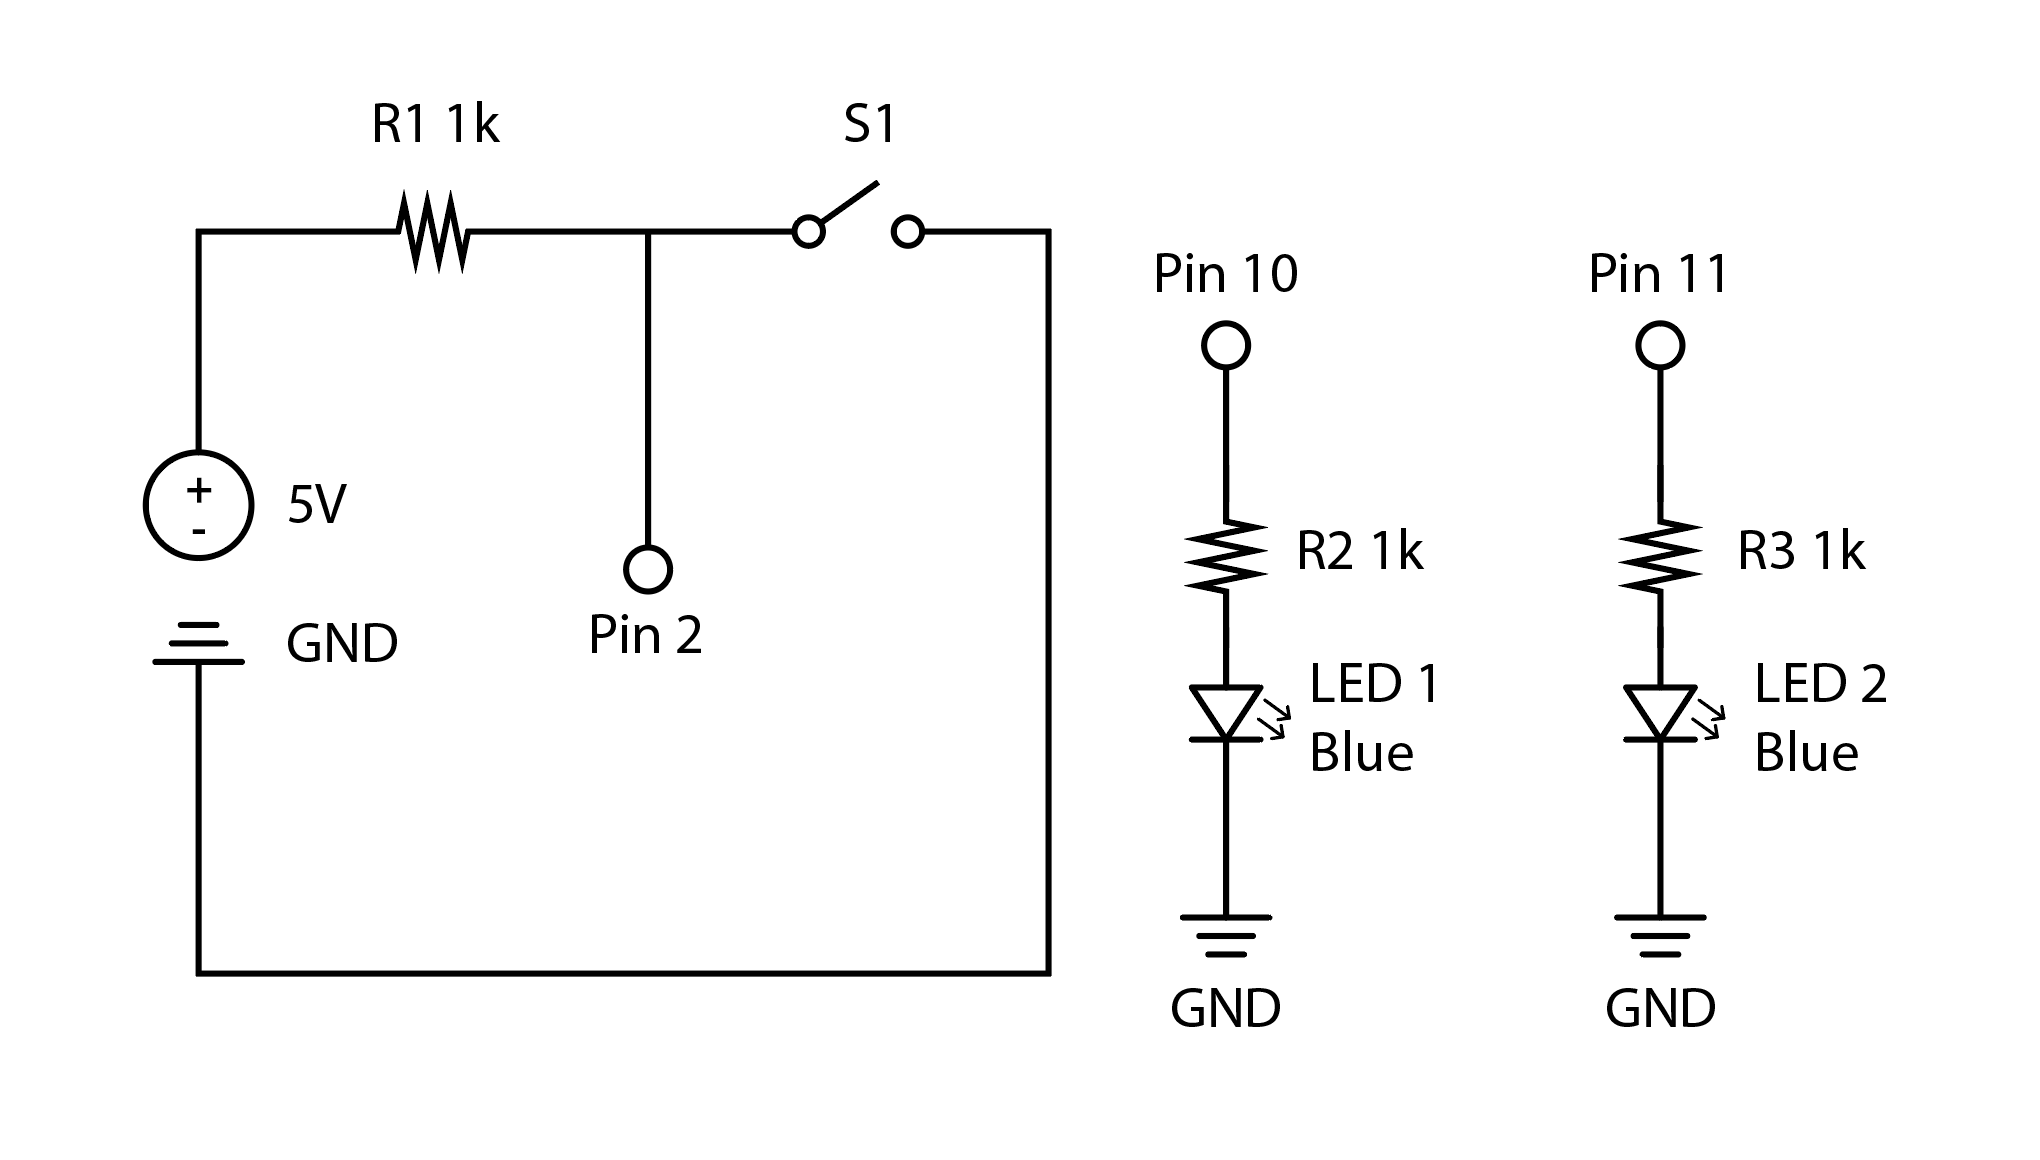 R1 1k
S1
+
-
5V
GND
Pin 2
Pin 10
R2 1k
LED 1
Blue
GND
Pin 11
R3 1k
LED 2
Blue
GND